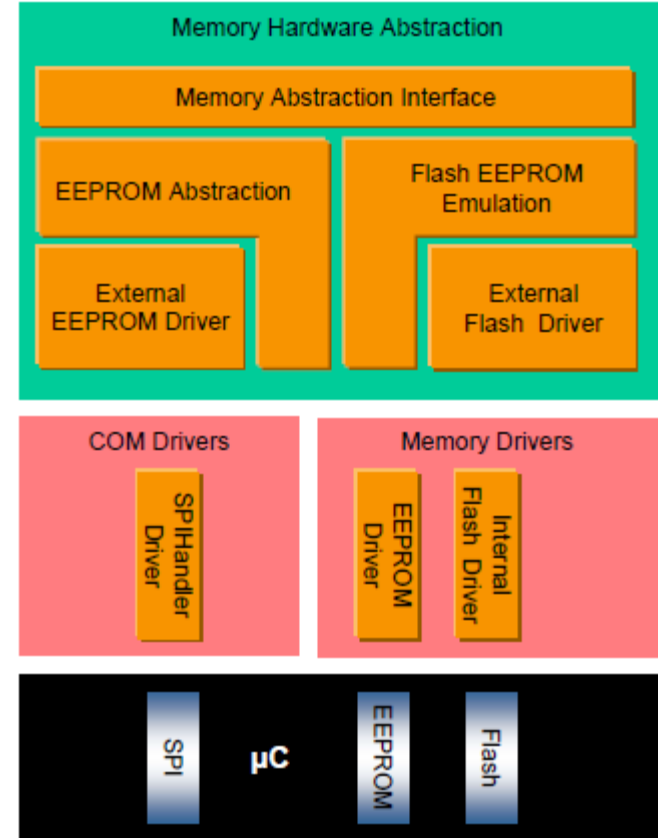 Memory Hardware Abstraction
Memory Abstraction Interface
EEPROM Abstraction
Flash EEPROM
Emulation
External
EEPROM Driver
External
Flash Driver
COM Drivers
Memory Drivers
SPIHandler
Driver
EEPROM
Driver
Internal
Flash Driver
SPI
µC
EEPROM
Flash